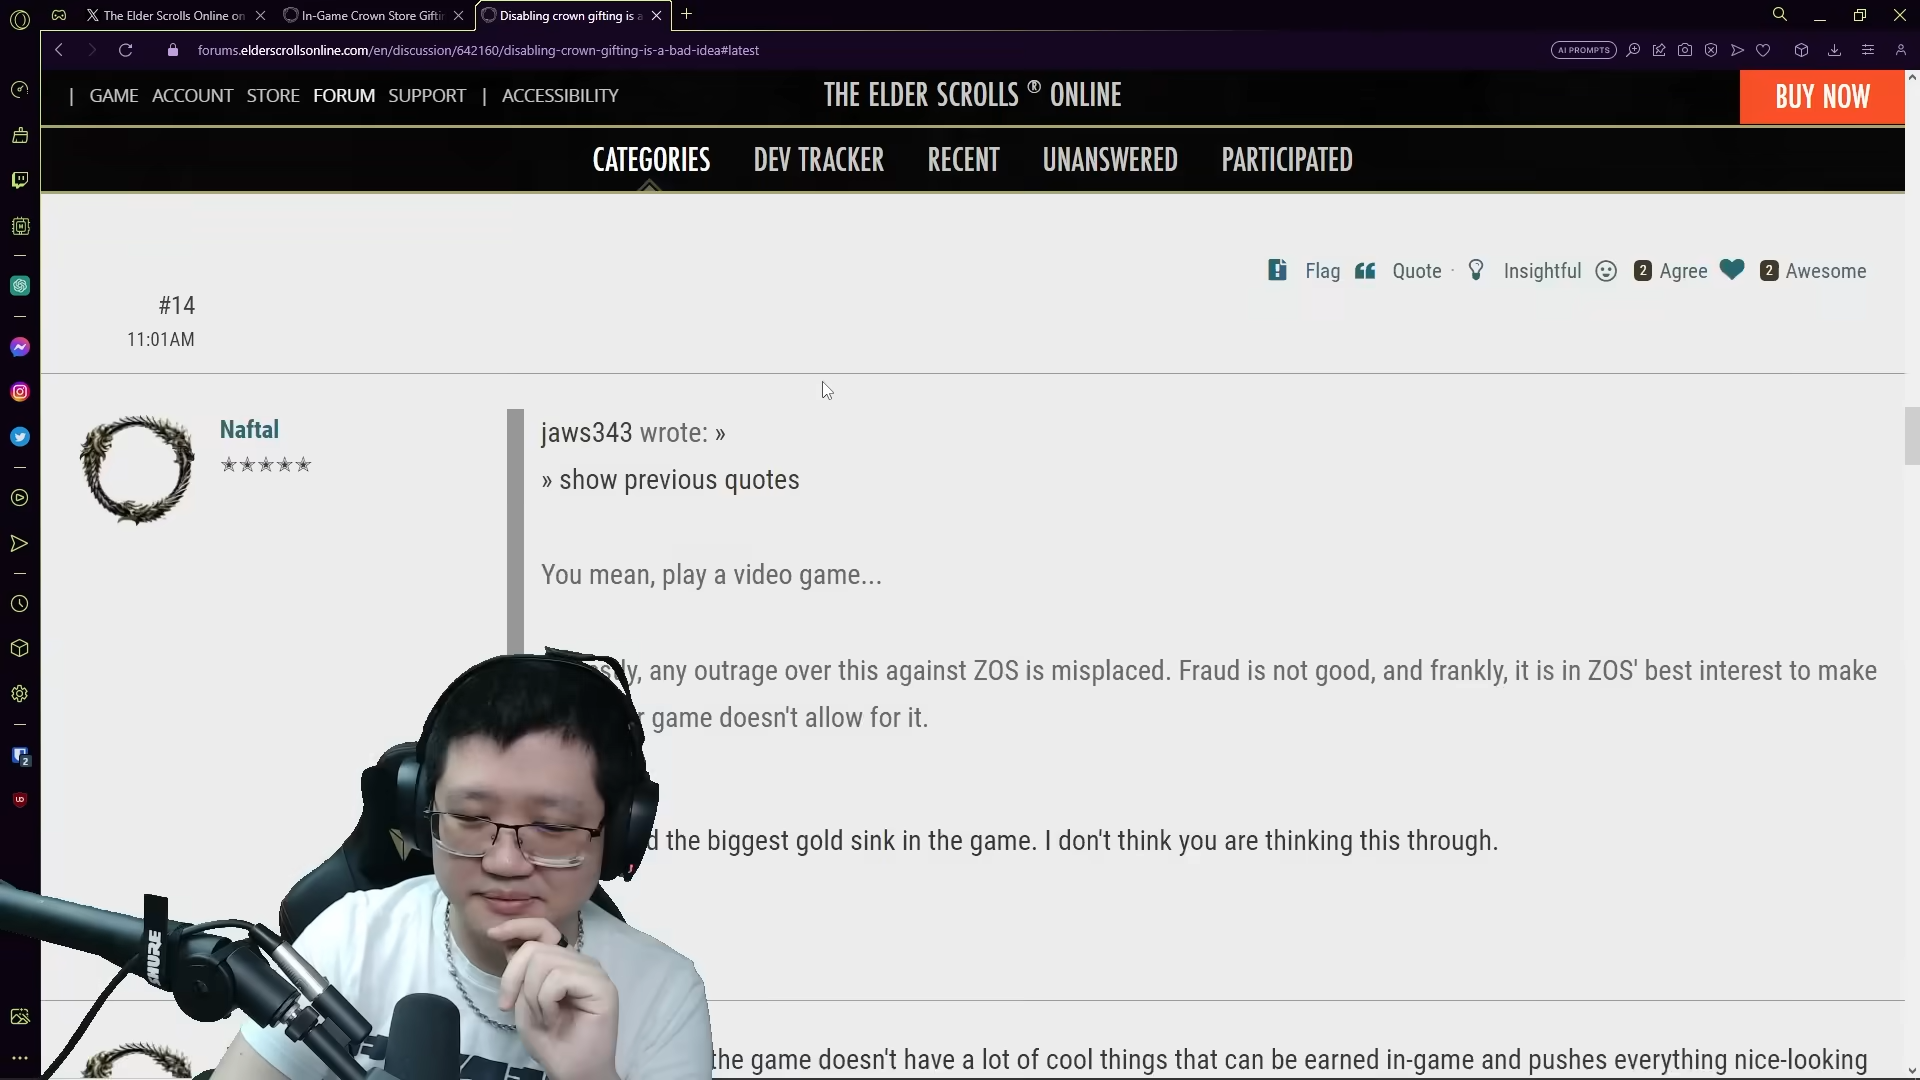 The Elder Scrolls Online on
In-Game Crown Store Giftin
Disabling crown gifting is a
forums.elderscrollsonline.com/en/discussion/642160/disabling-crown-gifting-is-a-bad-idea#latest
AI PROMPTS
| GAME ACCOUNT STORE FORUM SUPPORT | ACCESSIBILITY
THE ELDER SCROLLS ® ONLINE
BUY NOW
CATEGORIES DEV TRACKER RECENT UNANSWERED PARTICIPATED
Flag Quote · Insightful 2 Agree 2 Awesome
#14
11:01AM
Naftal
jaws343 wrote: »
» show previous quotes
You mean, play a video game...
any outrage over this against ZOS is misplaced. Fraud is not good, and frankly, it is in ZOS' best interest to make
game doesn't allow for it.
the biggest gold sink in the game. I don't think you are thinking this through.
the game doesn't have a lot of cool things that can be earned in-game and pushes everything nice-looking
2
UD
SHURE